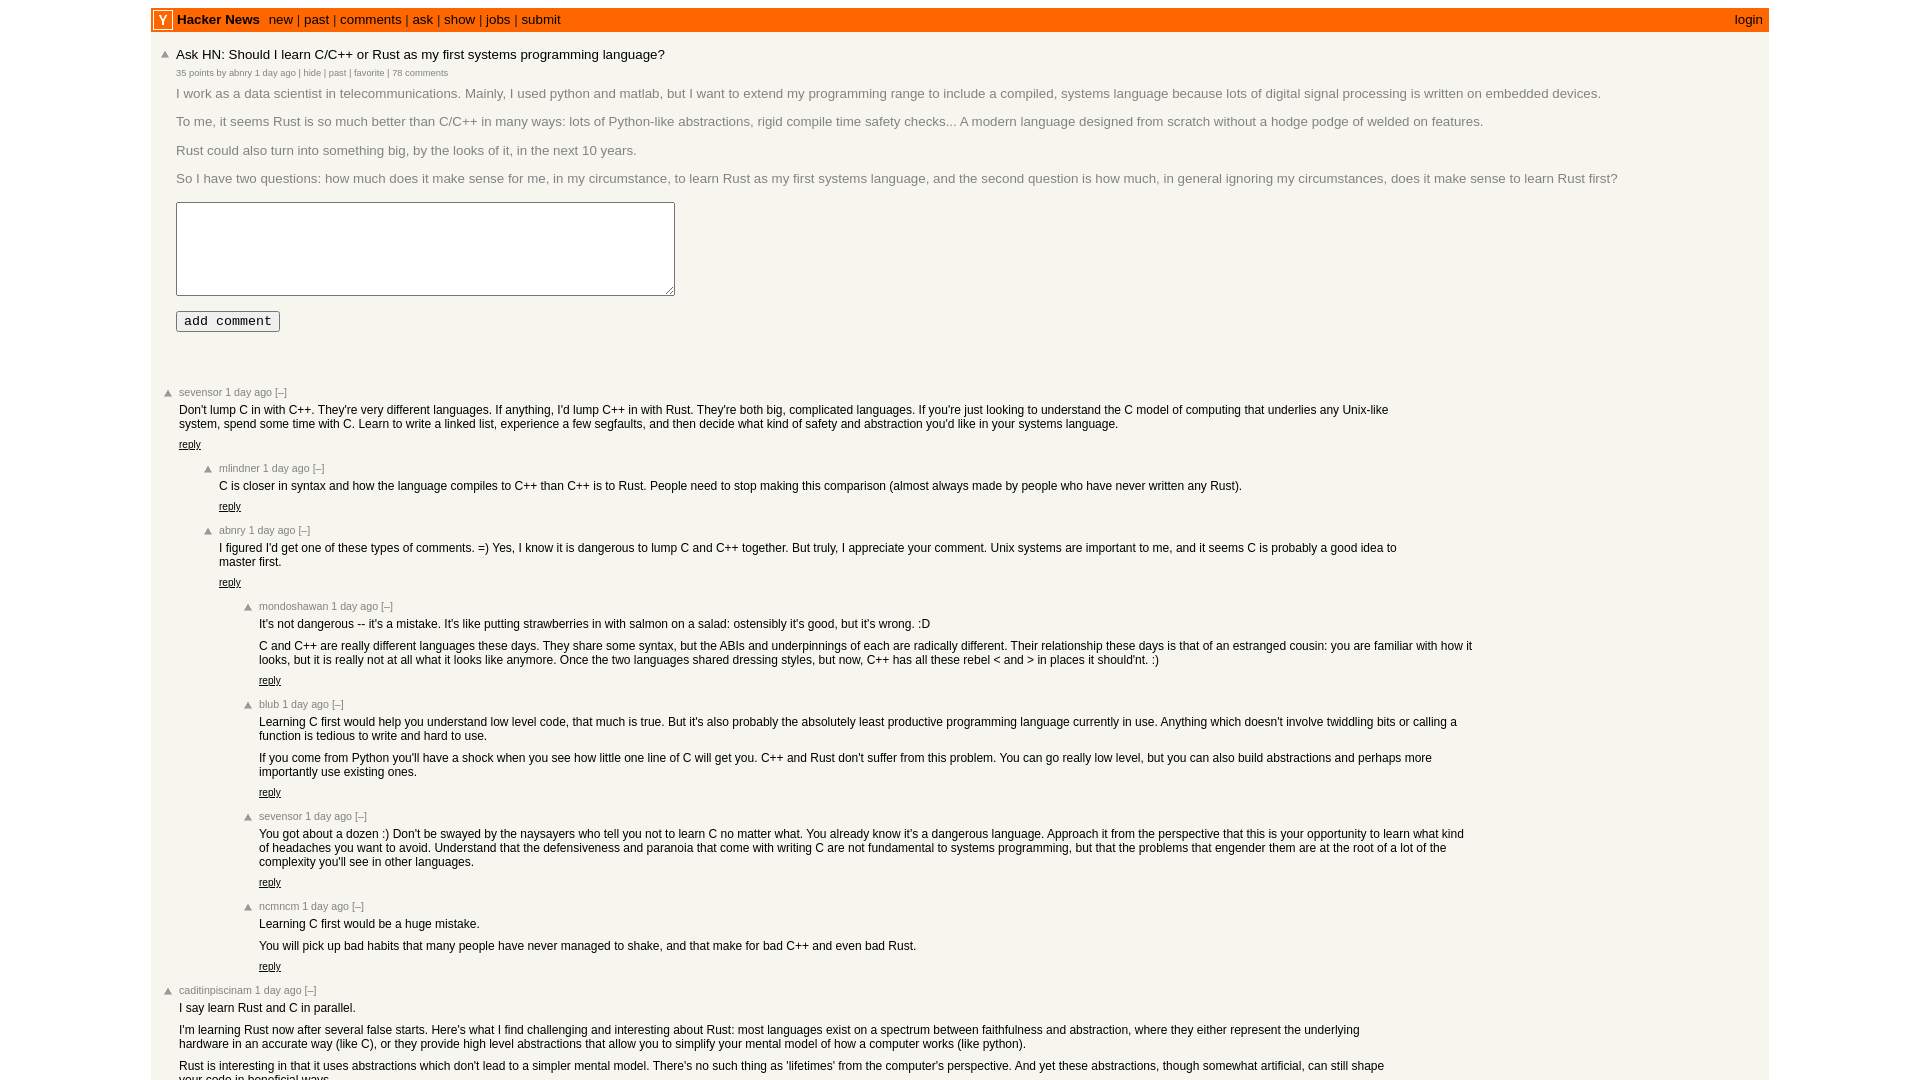 Y Hacker News new | past | comments | ask | show | jobs | submit login
Ask HN: Should I learn C/C++ or Rust as my first systems programming language?
35 points by abnry 1 day ago | hide | past | favorite | 78 comments
I work as a data scientist in telecommunications. Mainly, I used python and matlab, but I want to extend my programming range to include a compiled, systems language because lots of digital signal processing is written on embedded devices.
To me, it seems Rust is so much better than C/C++ in many ways: lots of Python-like abstractions, rigid compile time safety checks... A modern language designed from scratch without a hodge podge of welded on features.
Rust could also turn into something big, by the looks of it, in the next 10 years.
So I have two questions: how much does it make sense for me, in my circumstance, to learn Rust as my first systems language, and the second question is how much, in general ignoring my circumstances, does it make sense to learn Rust first?
add comment
sevensor 1 day ago [–]
Don't lump C in with C++. They're very different languages. If anything, I'd lump C++ in with Rust. They're both big, complicated languages. If you're just looking to understand the C model of computing that underlies any Unix-like
system, spend some time with C. Learn to write a linked list, experience a few segfaults, and then decide what kind of safety and abstraction you'd like in your systems language.
reply
mlindner 1 day ago [–]
C is closer in syntax and how the language compiles to C++ than C++ is to Rust. People need to stop making this comparison (almost always made by people who have never written any Rust).
reply
abnry 1 day ago [–]
I figured I'd get one of these types of comments. =) Yes, I know it is dangerous to lump C and C++ together. But truly, I appreciate your comment. Unix systems are important to me, and it seems C is probably a good idea to
master first.
reply
mondoshawan 1 day ago [–]
It's not dangerous -- it's a mistake. It's like putting strawberries in with salmon on a salad: ostensibly it's good, but it's wrong. :D
C and C++ are really different languages these days. They share some syntax, but the ABIs and underpinnings of each are radically different. Their relationship these days is that of an estranged cousin: you are familiar with how it
looks, but it is really not at all what it looks like anymore. Once the two languages shared dressing styles, but now, C++ has all these rebel < and > in places it should'nt. :)
reply
blub 1 day ago [–]
Learning C first would help you understand low level code, that much is true. But it's also probably the absolutely least productive programming language currently in use. Anything which doesn't involve twiddling bits or calling a
function is tedious to write and hard to use.
If you come from Python you'll have a shock when you see how little one line of C will get you. C++ and Rust don't suffer from this problem. You can go really low level, but you can also build abstractions and perhaps more
importantly use existing ones.
reply
sevensor 1 day ago [–]
You got about a dozen :) Don't be swayed by the naysayers who tell you not to learn C no matter what. You already know it's a dangerous language. Approach it from the perspective that this is your opportunity to learn what kind
of headaches you want to avoid. Understand that the defensiveness and paranoia that come with writing C are not fundamental to systems programming, but that the problems that engender them are at the root of a lot of the
complexity you'll see in other languages.
reply
ncmncm 1 day ago [–]
Learning C first would be a huge mistake.
You will pick up bad habits that many people have never managed to shake, and that make for bad C++ and even bad Rust.
reply
caditinpiscinam 1 day ago [–]
I say learn Rust and C in parallel.
I'm learning Rust now after several false starts. Here's what I find challenging and interesting about Rust: most languages exist on a spectrum between faithfulness and abstraction, where they either represent the underlying
hardware in an accurate way (like C), or they provide high level abstractions that allow you to simplify your mental model of how a computer works (like python).
Rust is interesting in that it uses abstractions which don't lead to a simpler mental model. There's no such thing as 'lifetimes' from the computer's perspective. And yet these abstractions, though somewhat artificial, can still shape
your code in beneficial ways.